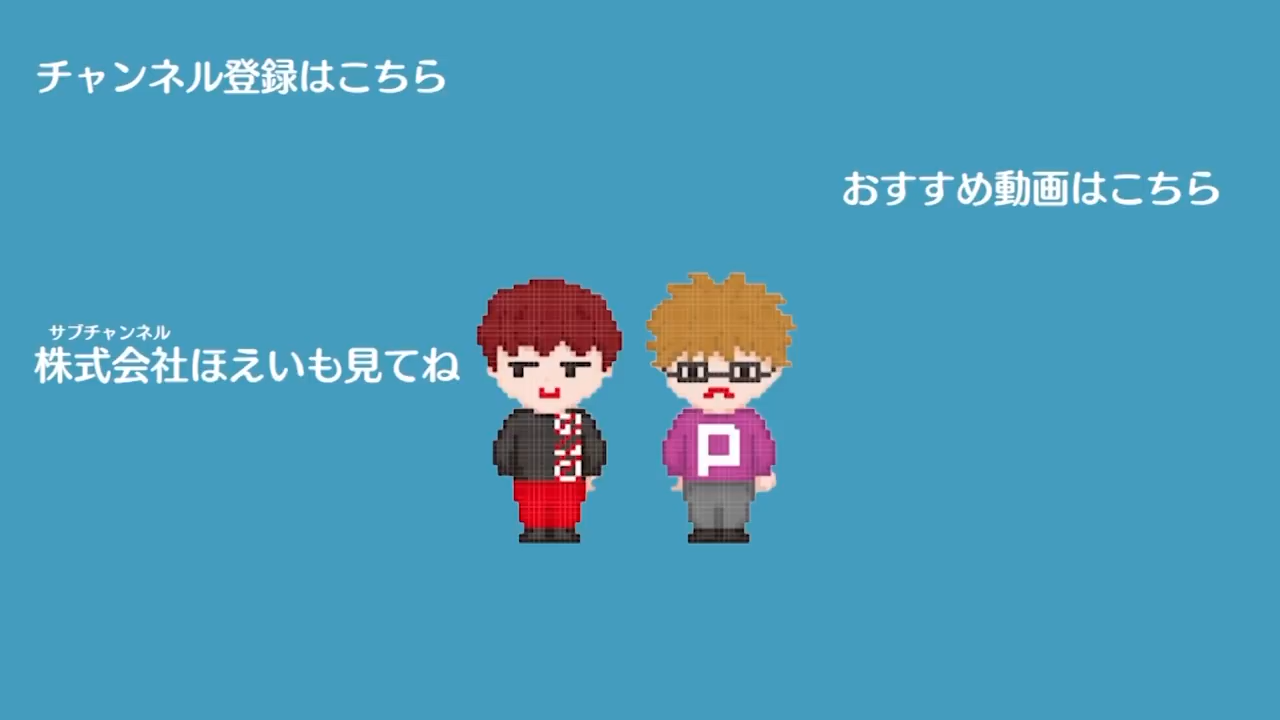 チャンネル登録はこちら
おすすめ動画はこちら
サブチャンネル
株式会社ほえいも見てね
P